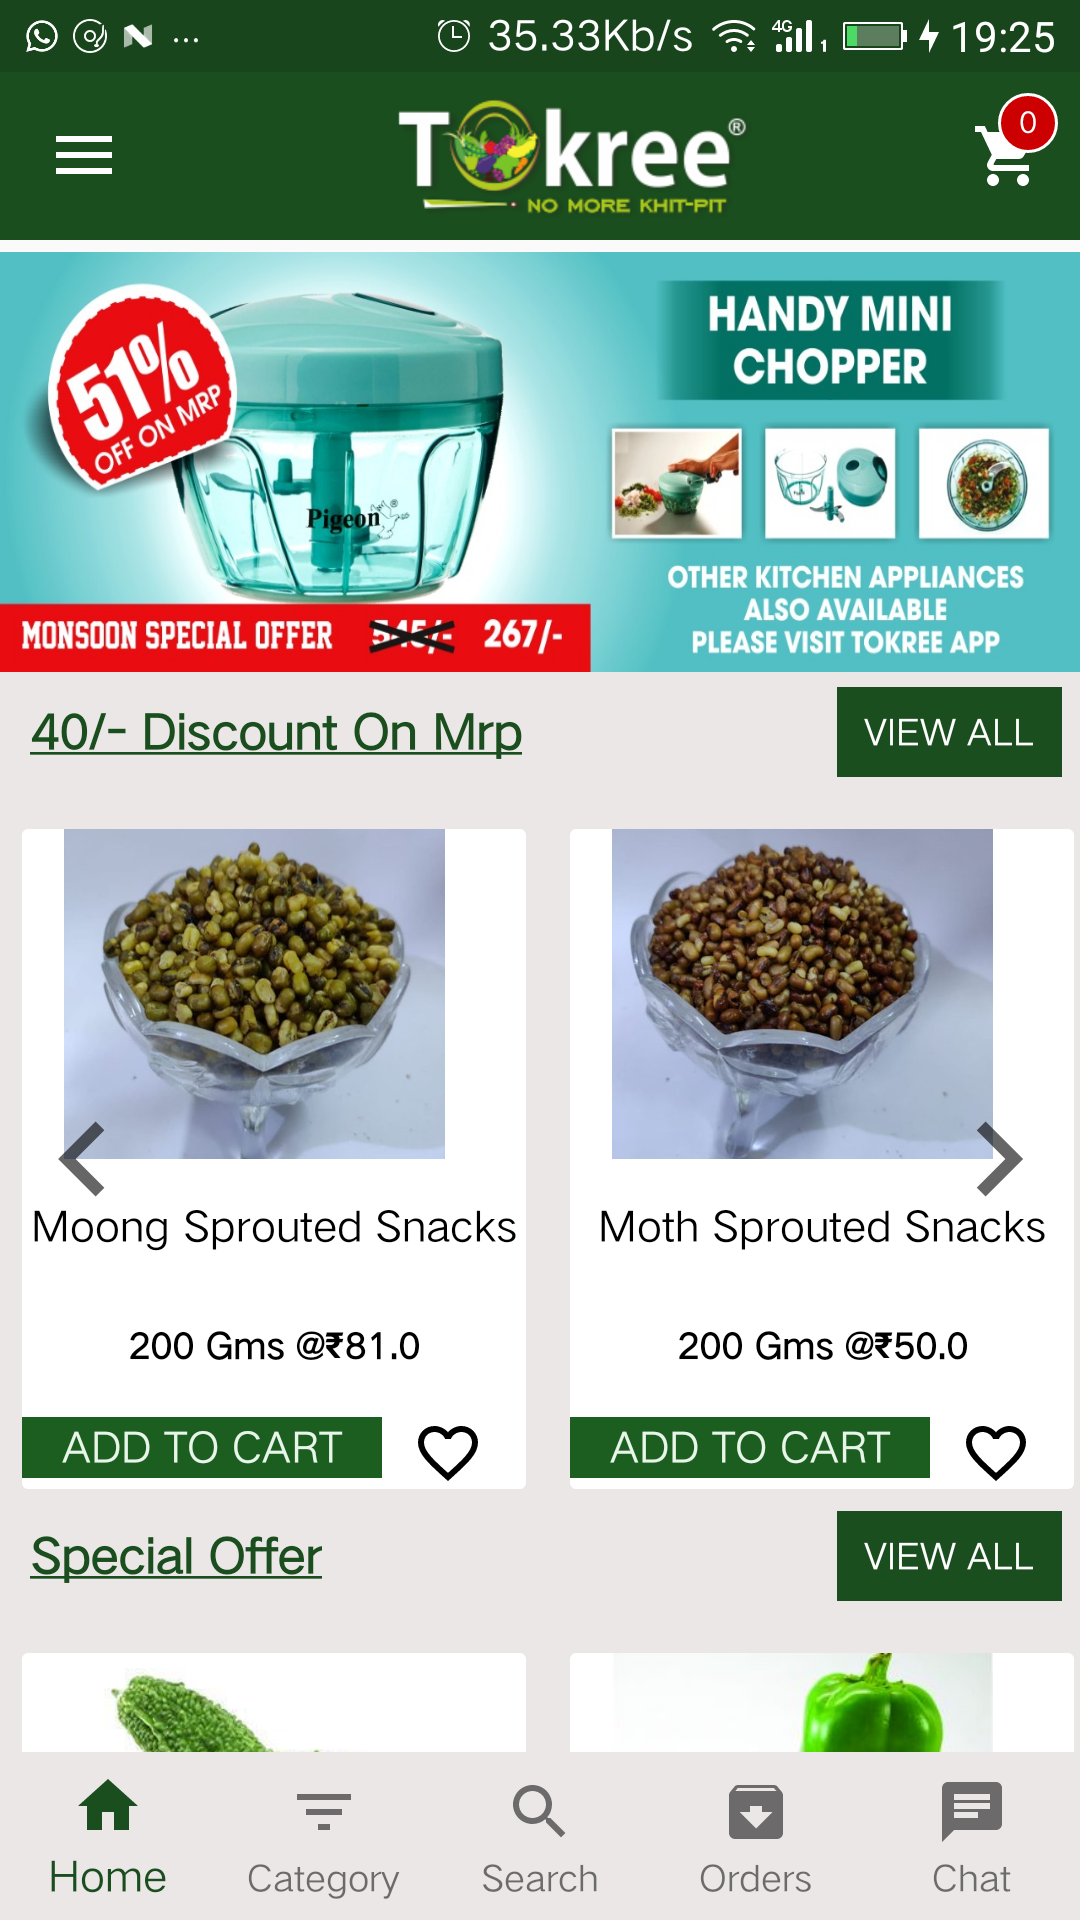 35.33Kb/s 4G 1 19:25
Tokree®
NO MORE KHIT-PIT
0
51%
OFF ON MRP
HANDY MINI
CHOPPER
Pigeon®
MONSOON SPECIAL OFFER 545/- 267/-
OTHER KITCHEN APPLIANCES
ALSO AVAILABLE
PLEASE VISIT TOKREE APP
40/- Discount On Mrp
VIEW ALL
Moong Sprouted Snacks
Moth Sprouted Snacks
200 Gms @₹81.0
200 Gms @₹50.0
ADD TO CART
ADD TO CART
Special Offer
VIEW ALL
Home
Category
Search
Orders
Chat